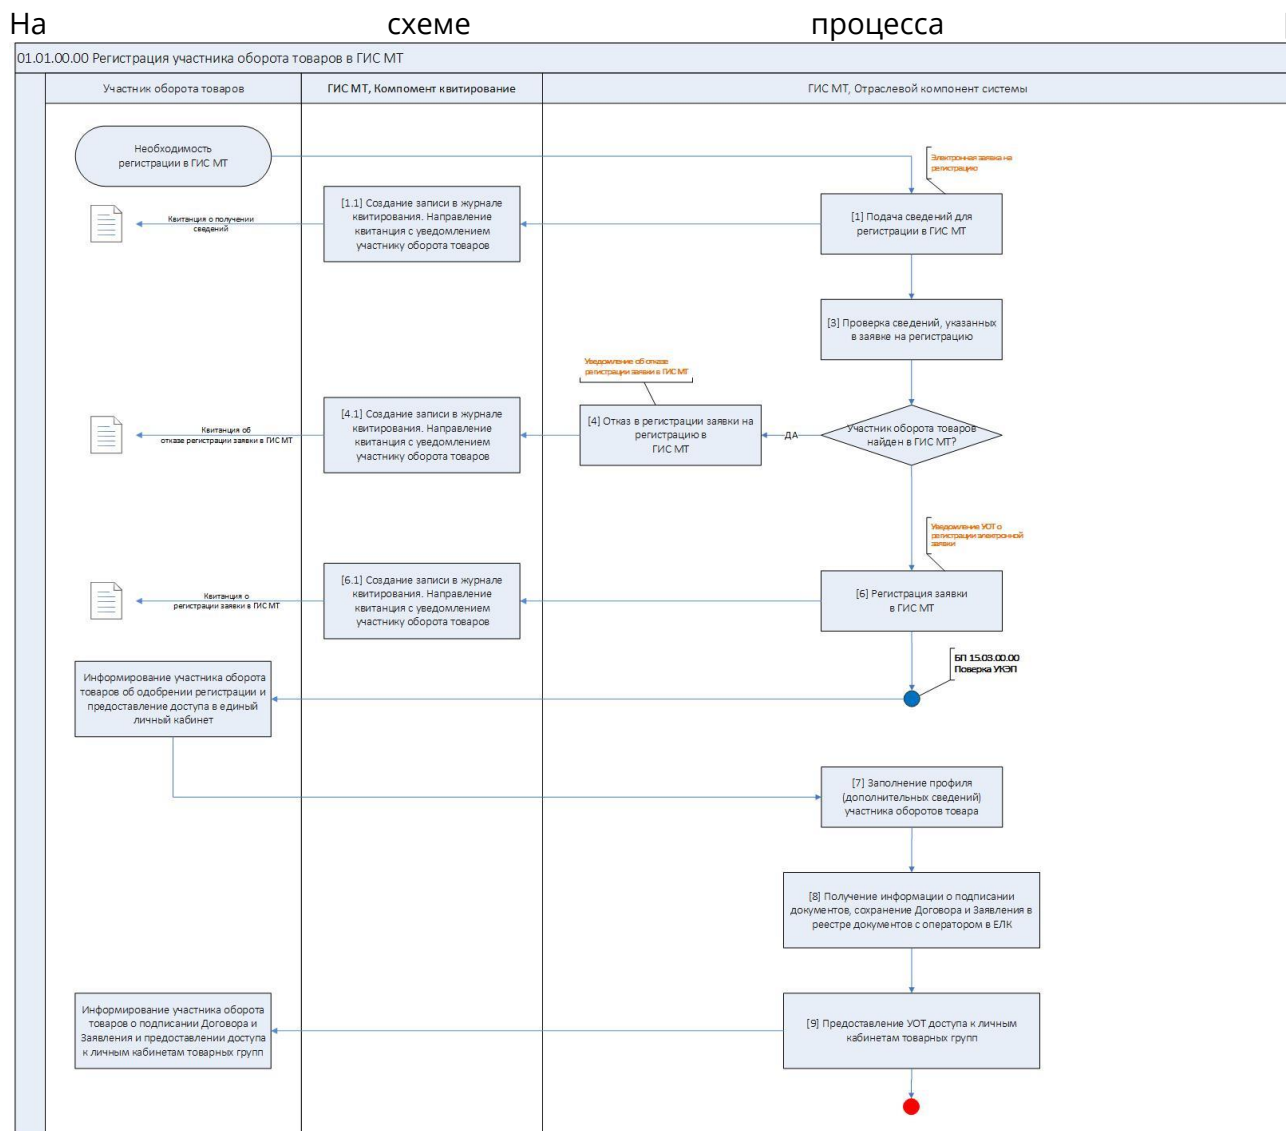 На схеме процесса
01.01.00.00 Регистрация участника оборота товаров в ГИС МТ
Участник оборота товаров
ГИС МТ, Компомент квитирование
ГИС МТ, Отраслевой компонент системы
Необходимость
регистрации в ГИС МТ
Электронная заявка на
регистрацию
[1] Подача сведений для
регистрации в ГИС МТ
[1.1] Создание записи в журнале
квитирования. Направление
квитанция с уведомлением
участнику оборота товаров
Квитанция о получении
сведений
[3] Проверка сведений, указанных
в заявке на регистрацию
Участник оборота товаров
найден в ГИС МТ?
ДА
Уведомление об отказе
регистрации заявки в ГИС МТ
[4] Отказ в регистрации заявки на
регистрацию в
ГИС МТ
[4.1] Создание записи в журнале
квитирования. Направление
квитанция с уведомлением
участнику оборота товаров
Квитанция об
отказе регистрации заявки в ГИС МТ
Уведомление УОТ о
регистрации электронной
заявки
[6] Регистрация заявки
в ГИС МТ
[6.1] Создание записи в журнале
квитирования. Направление
квитанция с уведомлением
участнику оборота товаров
Квитанция о
регистрации заявки в ГИС МТ
БП 15.03.00.00
Поверка УКЭП
Информирование участника оборота
товаров об одобрении регистрации и
предоставление доступа в единый
личный кабинет
[7] Заполнение профиля
(дополнительных сведений)
участника оборотов товара
[8] Получение информации о подписании
документов, сохранение Договора и Заявления в
реестре документов с оператором в ЕЛК
[9] Предоставление УОТ доступа к личным
кабинетам товарных групп
Информирование участника оборота
товаров о подписании Договора и
Заявления и предоставлении доступа
к личным кабинетам товарных групп